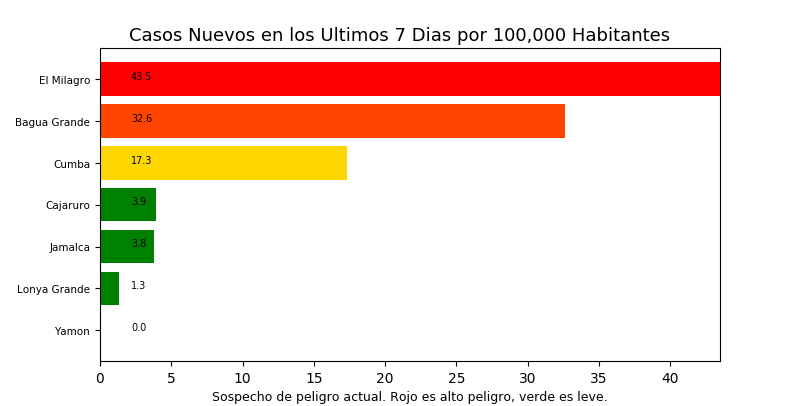 Casos Nuevos en los Ultimos 7 Dias por 100,000 Habitantes
El Milagro 43.5
Bagua Grande 32.6
Cumba 17.3
Cajaruro 3.9
Jamalca 3.8
Lonya Grande 1.3
Yamon 0.0
0 5 10 15 20 25 30 35 40
Sospecho de peligro actual. Rojo es alto peligro, verde es leve.